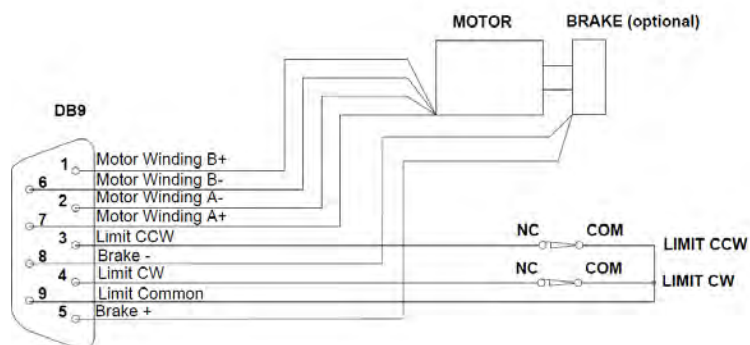 MOTOR
BRAKE (optional)
DB9
1 Motor Winding B+
6 Motor Winding B-
2 Motor Winding A-
7 Motor Winding A+
3 Limit CCW
NC COM
LIMIT CCW
8 Brake -
4 Limit CW
NC COM
LIMIT CW
9 Limit Common
5 Brake +